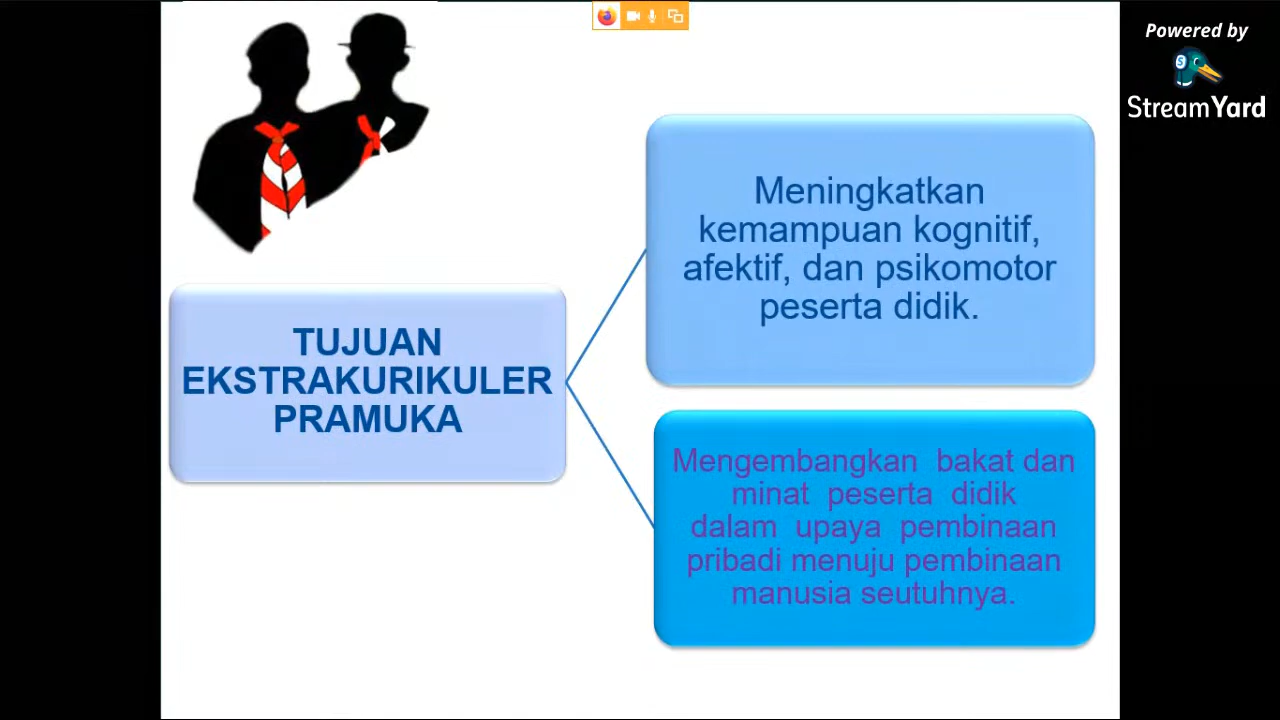 Powered by
StreamYard
TUJUAN
EKSTRAKURIKULER
PRAMUKA
Meningkatkan
kemampuan kognitif,
afektif, dan psikomotor
peserta didik.
Mengembangkan bakat dan
minat peserta didik
dalam upaya pembinaan
pribadi menuju pembinaan
manusia seutuhnya.